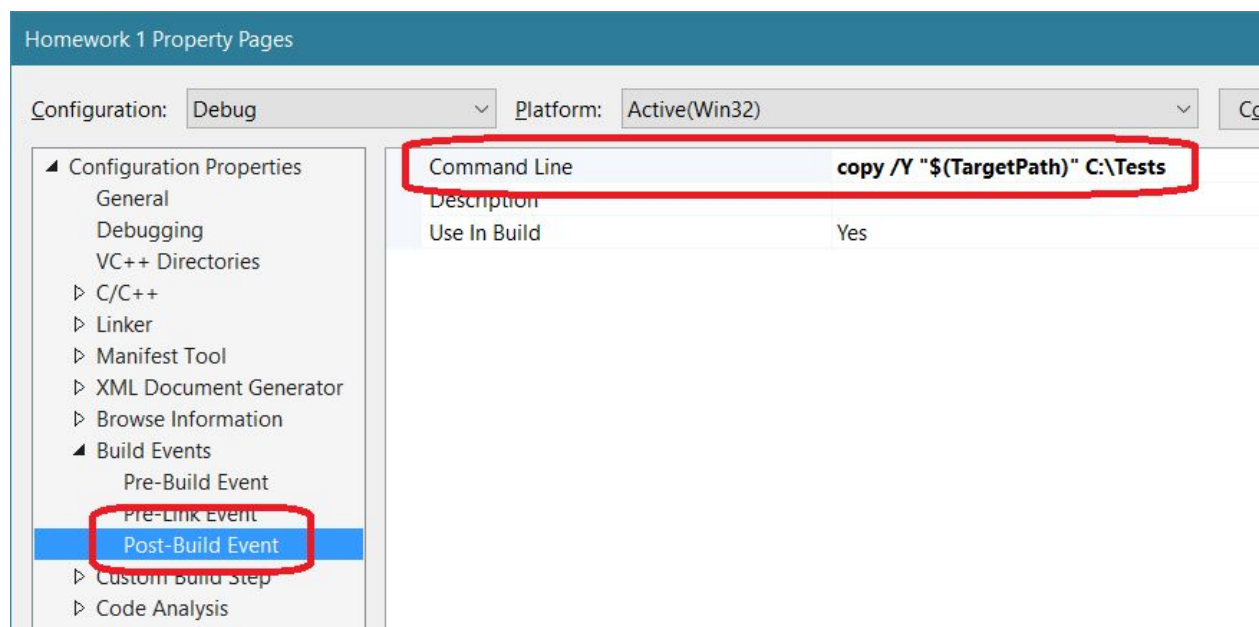 Homework 1 Property Pages
Configuration: Debug Platform: Active(Win32)
Configuration Properties
General
Debugging
VC++ Directories
C/C++
Linker
Manifest Tool
XML Document Generator
Browse Information
Build Events
Pre-Build Event
Pre-Link Event
Post-Build Event
Custom Build Step
Code Analysis
Command Line copy /Y "$(TargetPath)" C:\Tests
Description
Use In Build Yes